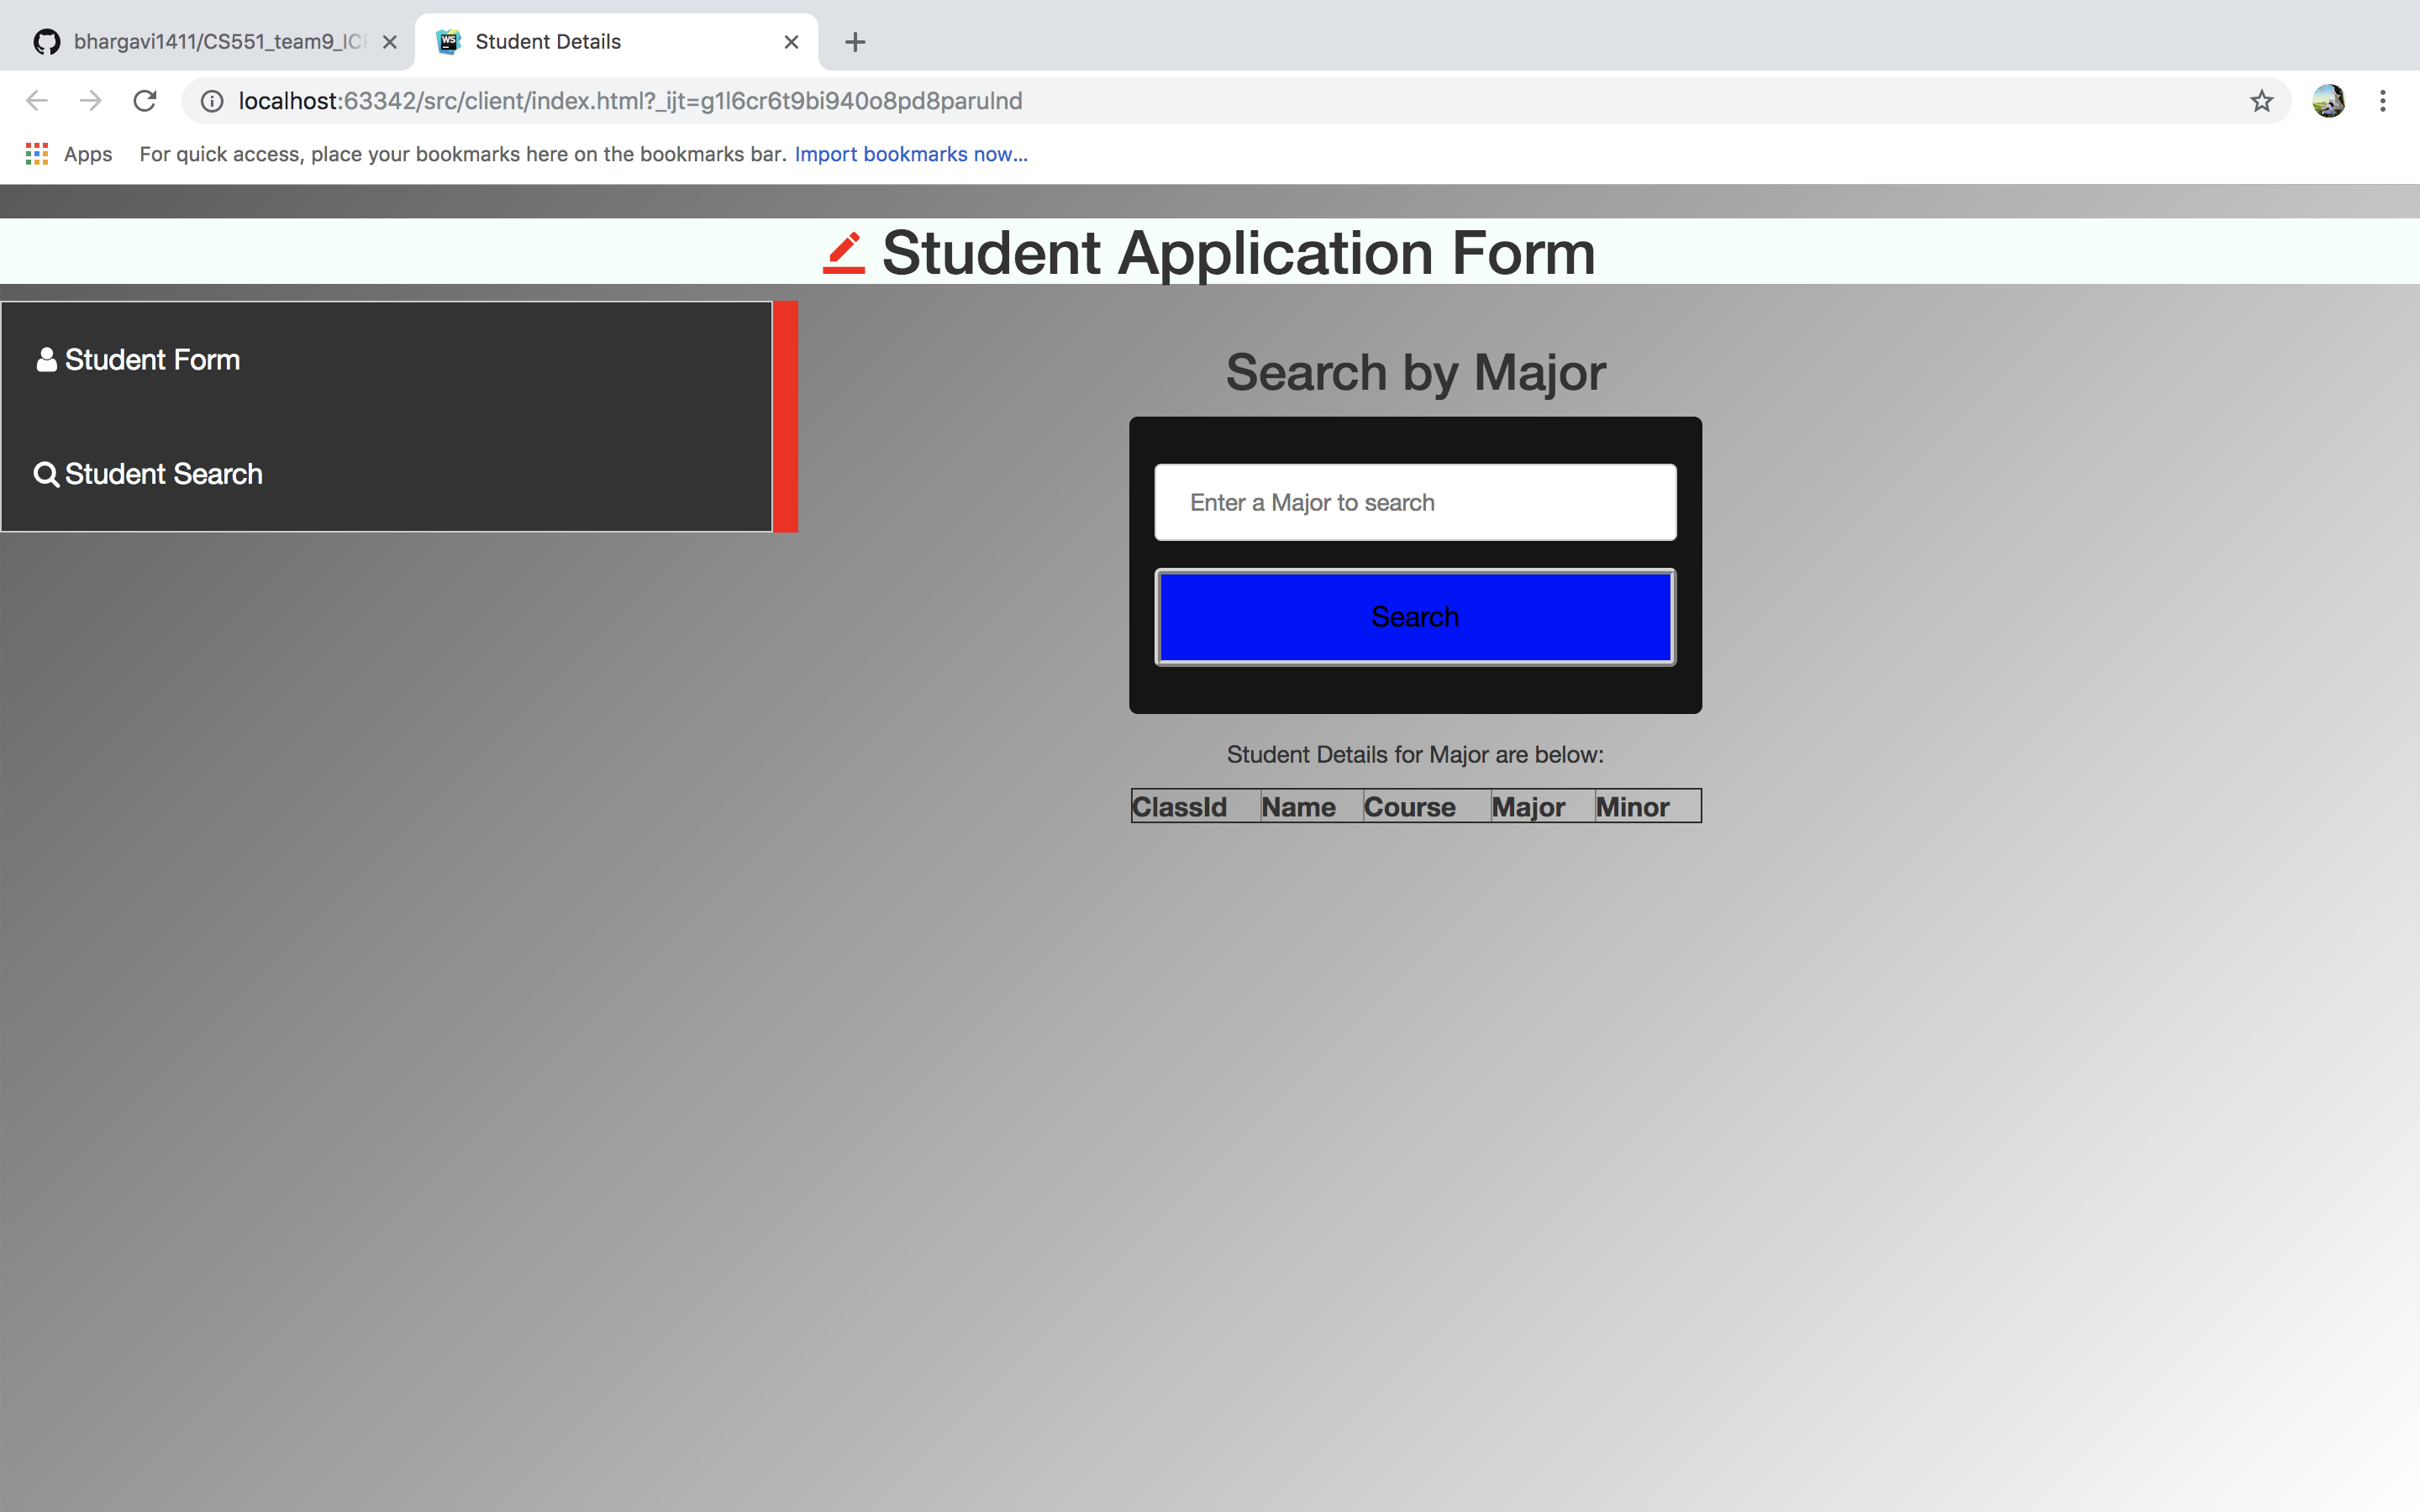 bhargavi1411/CS551_team9_IC
Student Details
localhost:63342/src/client/index.html?_ijt=g1l6cr6t9bi940o8pd8parulnd
Apps
For quick access, place your bookmarks here on the bookmarks bar. Import bookmarks now...
Student Application Form
Student Form
Student Search
Search by Major
Enter a Major to search
Search
Student Details for Major are below:
ClassId Name Course Major Minor